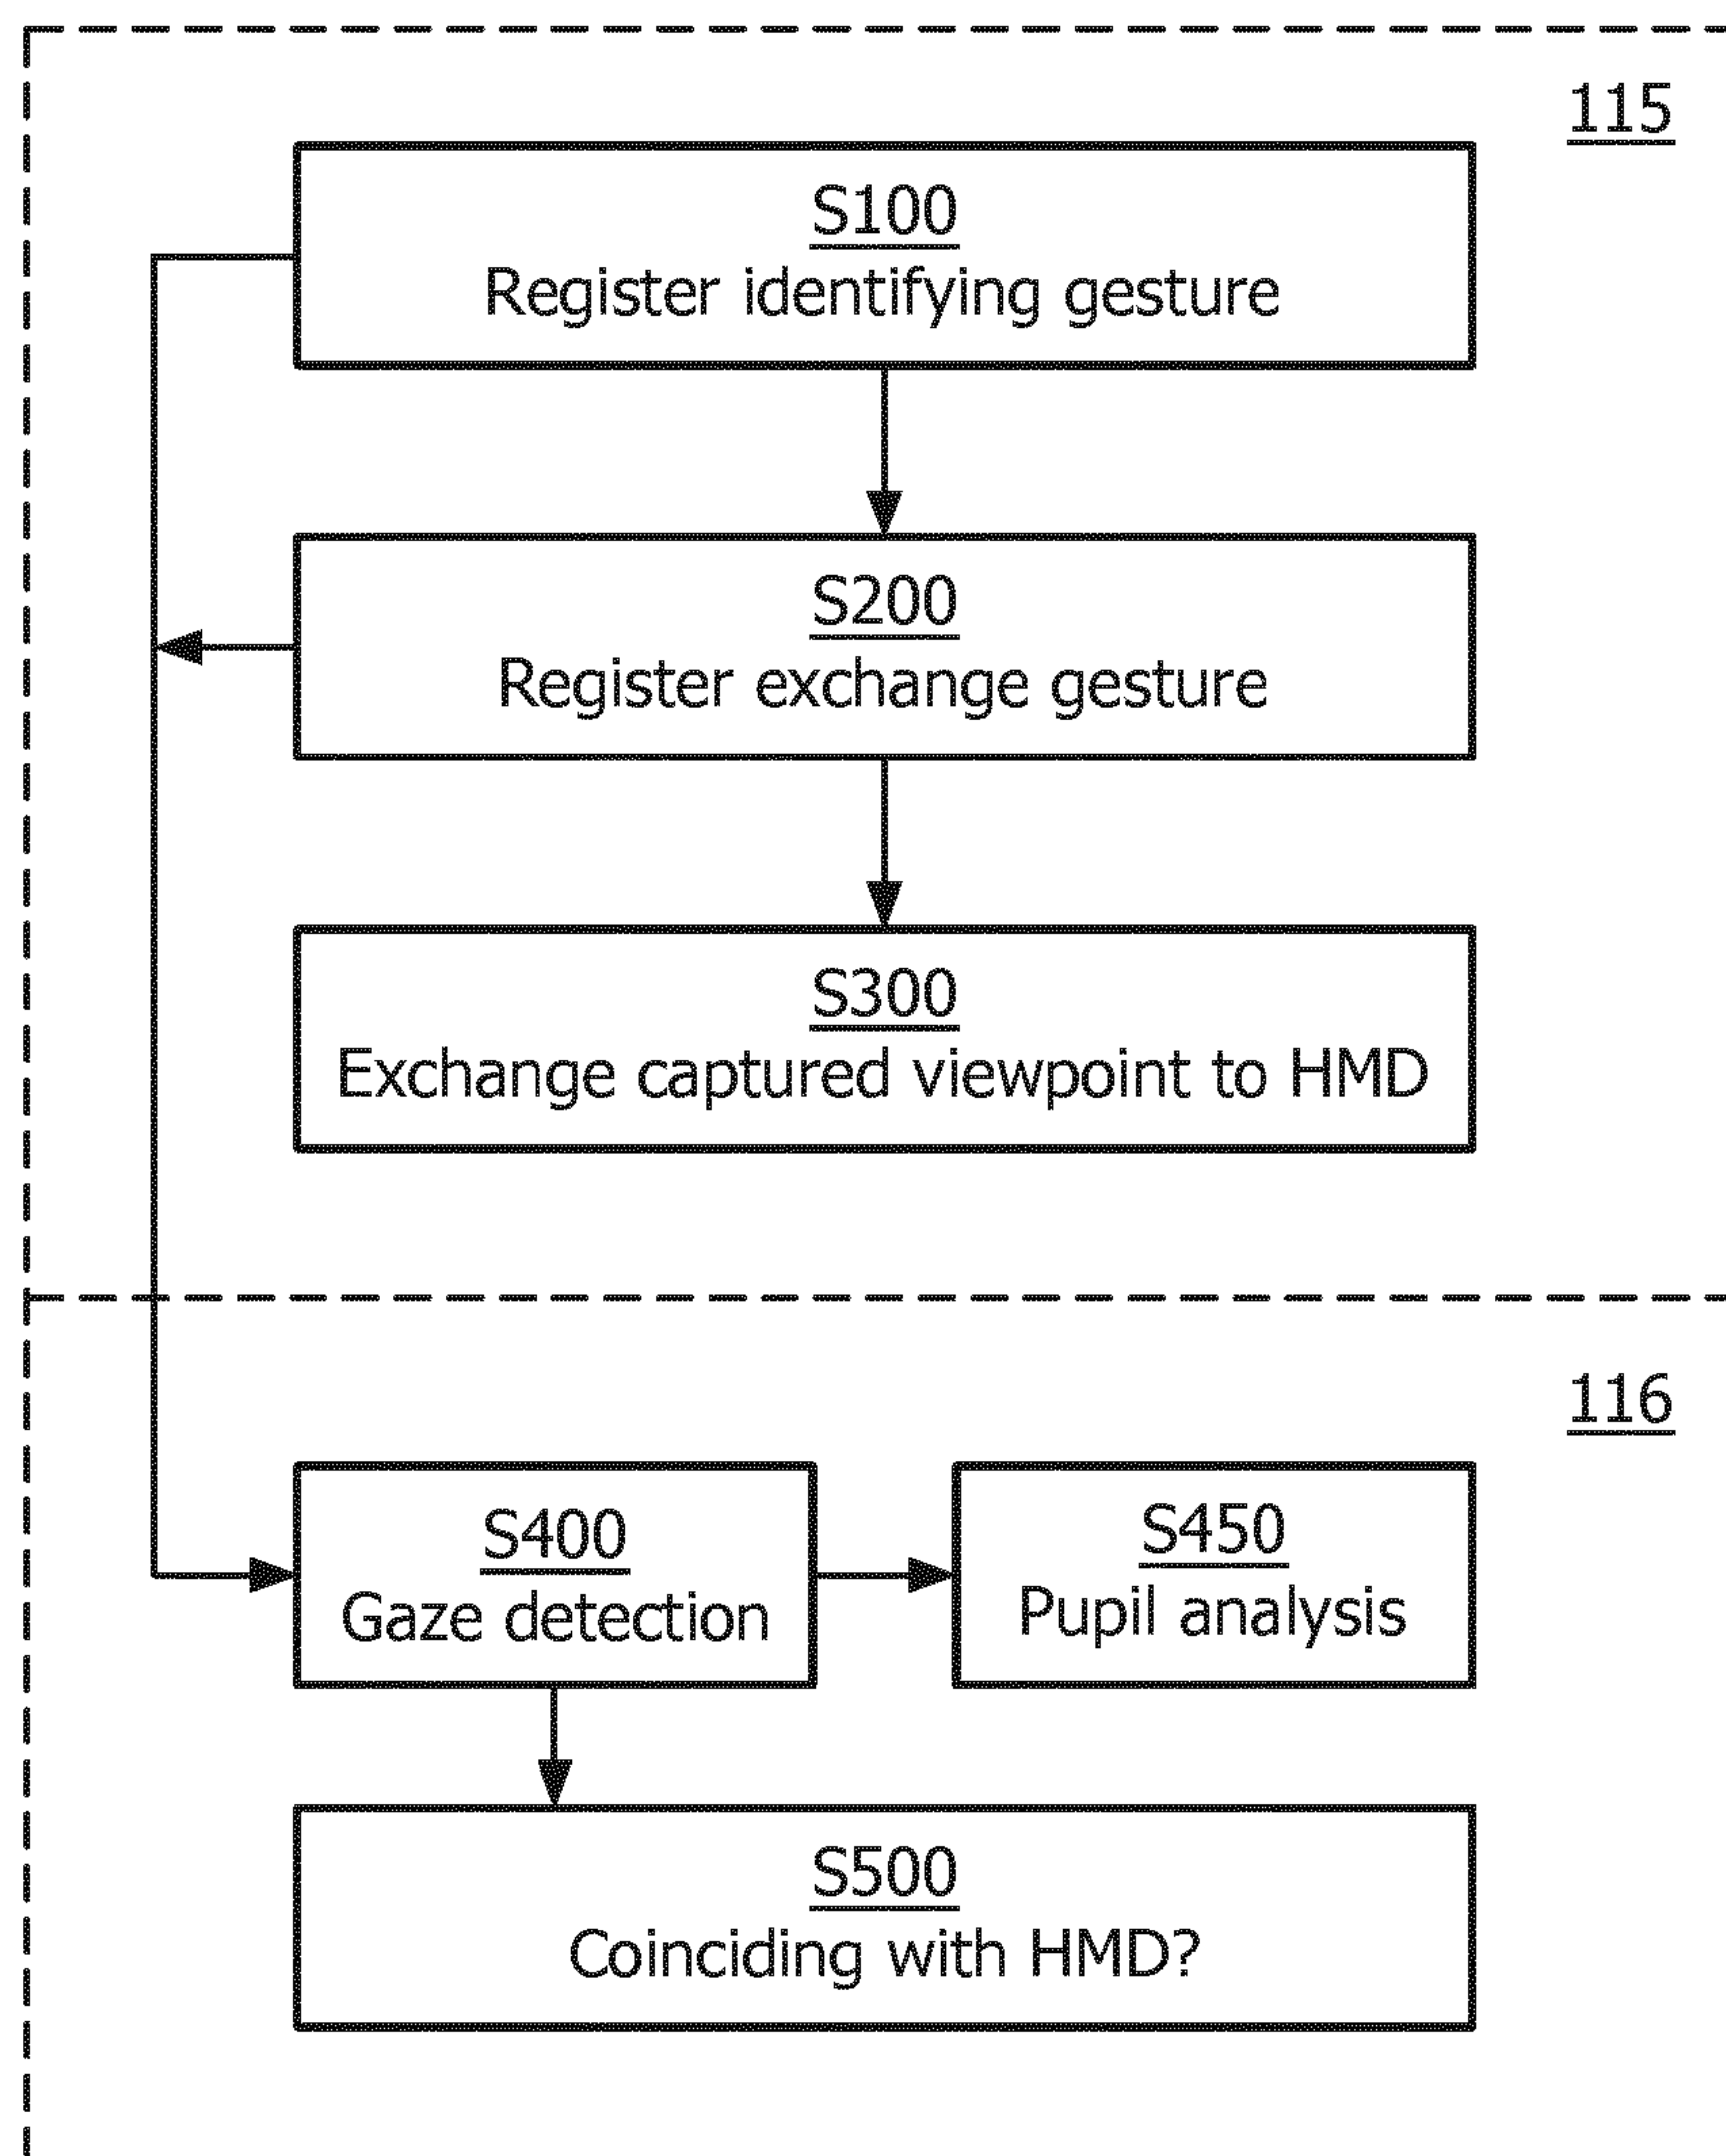 115
S100
Register identifying gesture
S200
Register exchange gesture
S300
Exchange captured viewpoint to HMD
116
S400
Gaze detection
S450
Pupil analysis
S500
Coinciding with HMD?